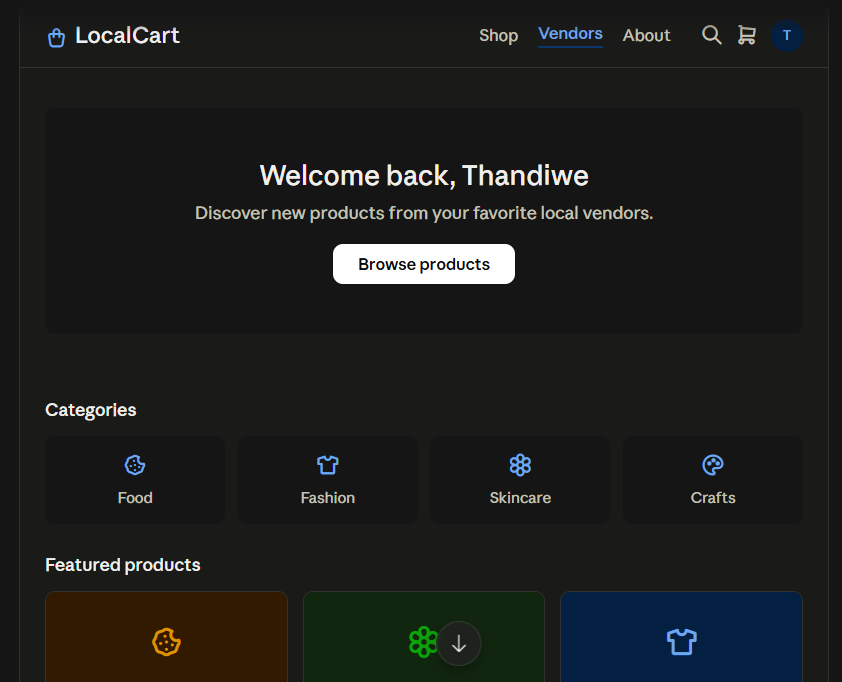 LocalCart
Shop Vendors About T
Welcome back, Thandiwe
Discover new products from your favorite local vendors.
Browse products
Categories
Food Fashion Skincare Crafts
Featured products